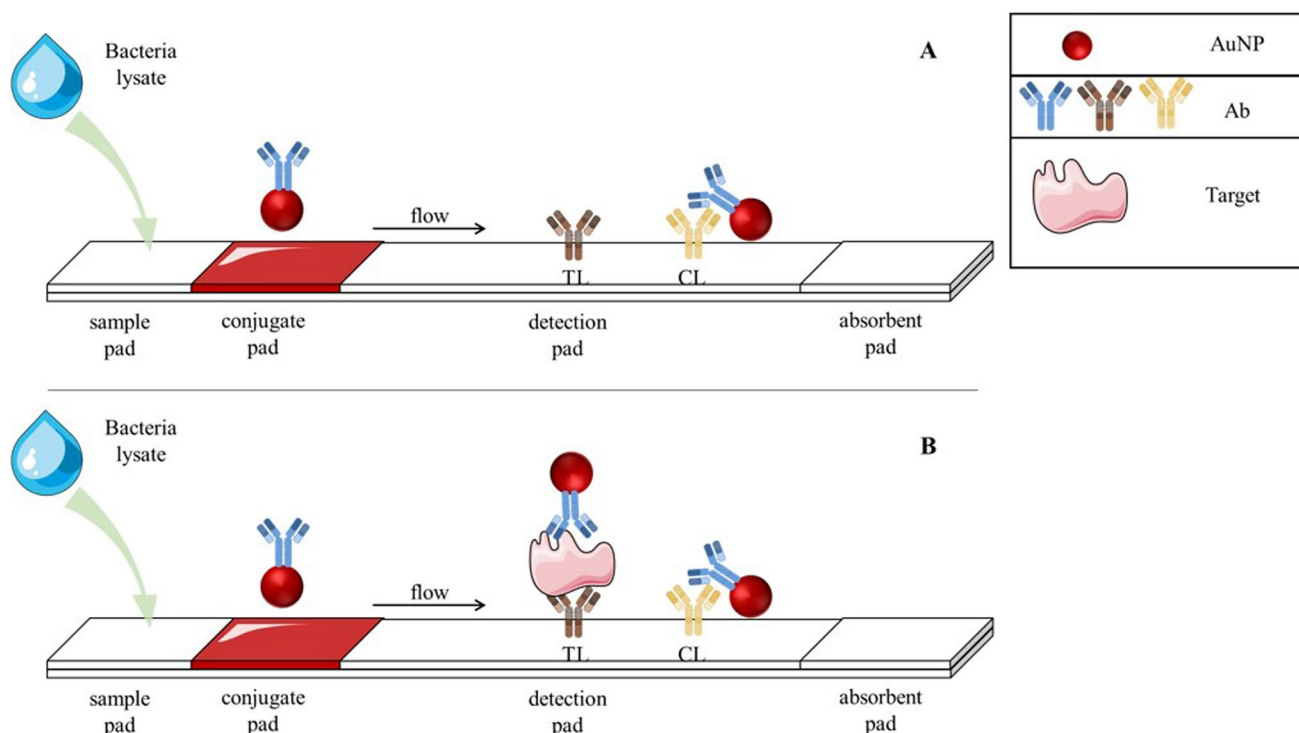 Bacteria
lysate
A
flow
TL
CL
sample
pad
conjugate
pad
detection
pad
absorbent
pad
AuNP
Ab
Target
Bacteria
lysate
B
flow
TL
CL
sample
pad
conjugate
pad
detection
pad
absorbent
pad